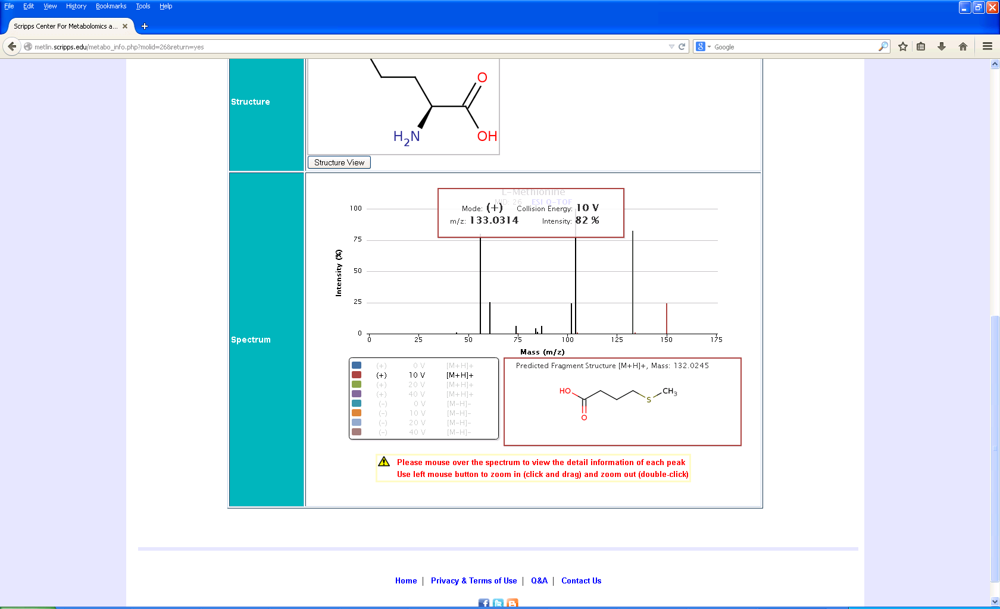 File Edit View History Bookmarks Tools Help
Scripps Center For Metabolomics a...
metlin.scripps.edu/metabo_info.php?molid=26&return=yes
Google
Structure
O
H2N
OH
Structure View
Spectrum
L-Methionine
MID: 26 ESI Q-TOF
Mode: (+) Collision Energy: 10 V
m/z: 133.0314 Intensity: 82 %
100
75
50
25
0
Intensity (%)
0 25 50 75 100 125 150 175
Mass (m/z)
(+) 0 V [M+H]+
(+) 10 V [M+H]+
(+) 20 V [M+H]+
(+) 40 V [M+H]+
(-) 0 V [M-H]-
(-) 10 V [M-H]-
(-) 20 V [M-H]-
(-) 40 V [M-H]-
Predicted Fragment Structure [M+H]+, Mass: 132.0245
HO
O
S
CH3
Please mouse over the spectrum to view the detail information of each peak
Use left mouse button to zoom in (click and drag) and zoom out (double-click)
Home | Privacy & Terms of Use | Q&A | Contact Us